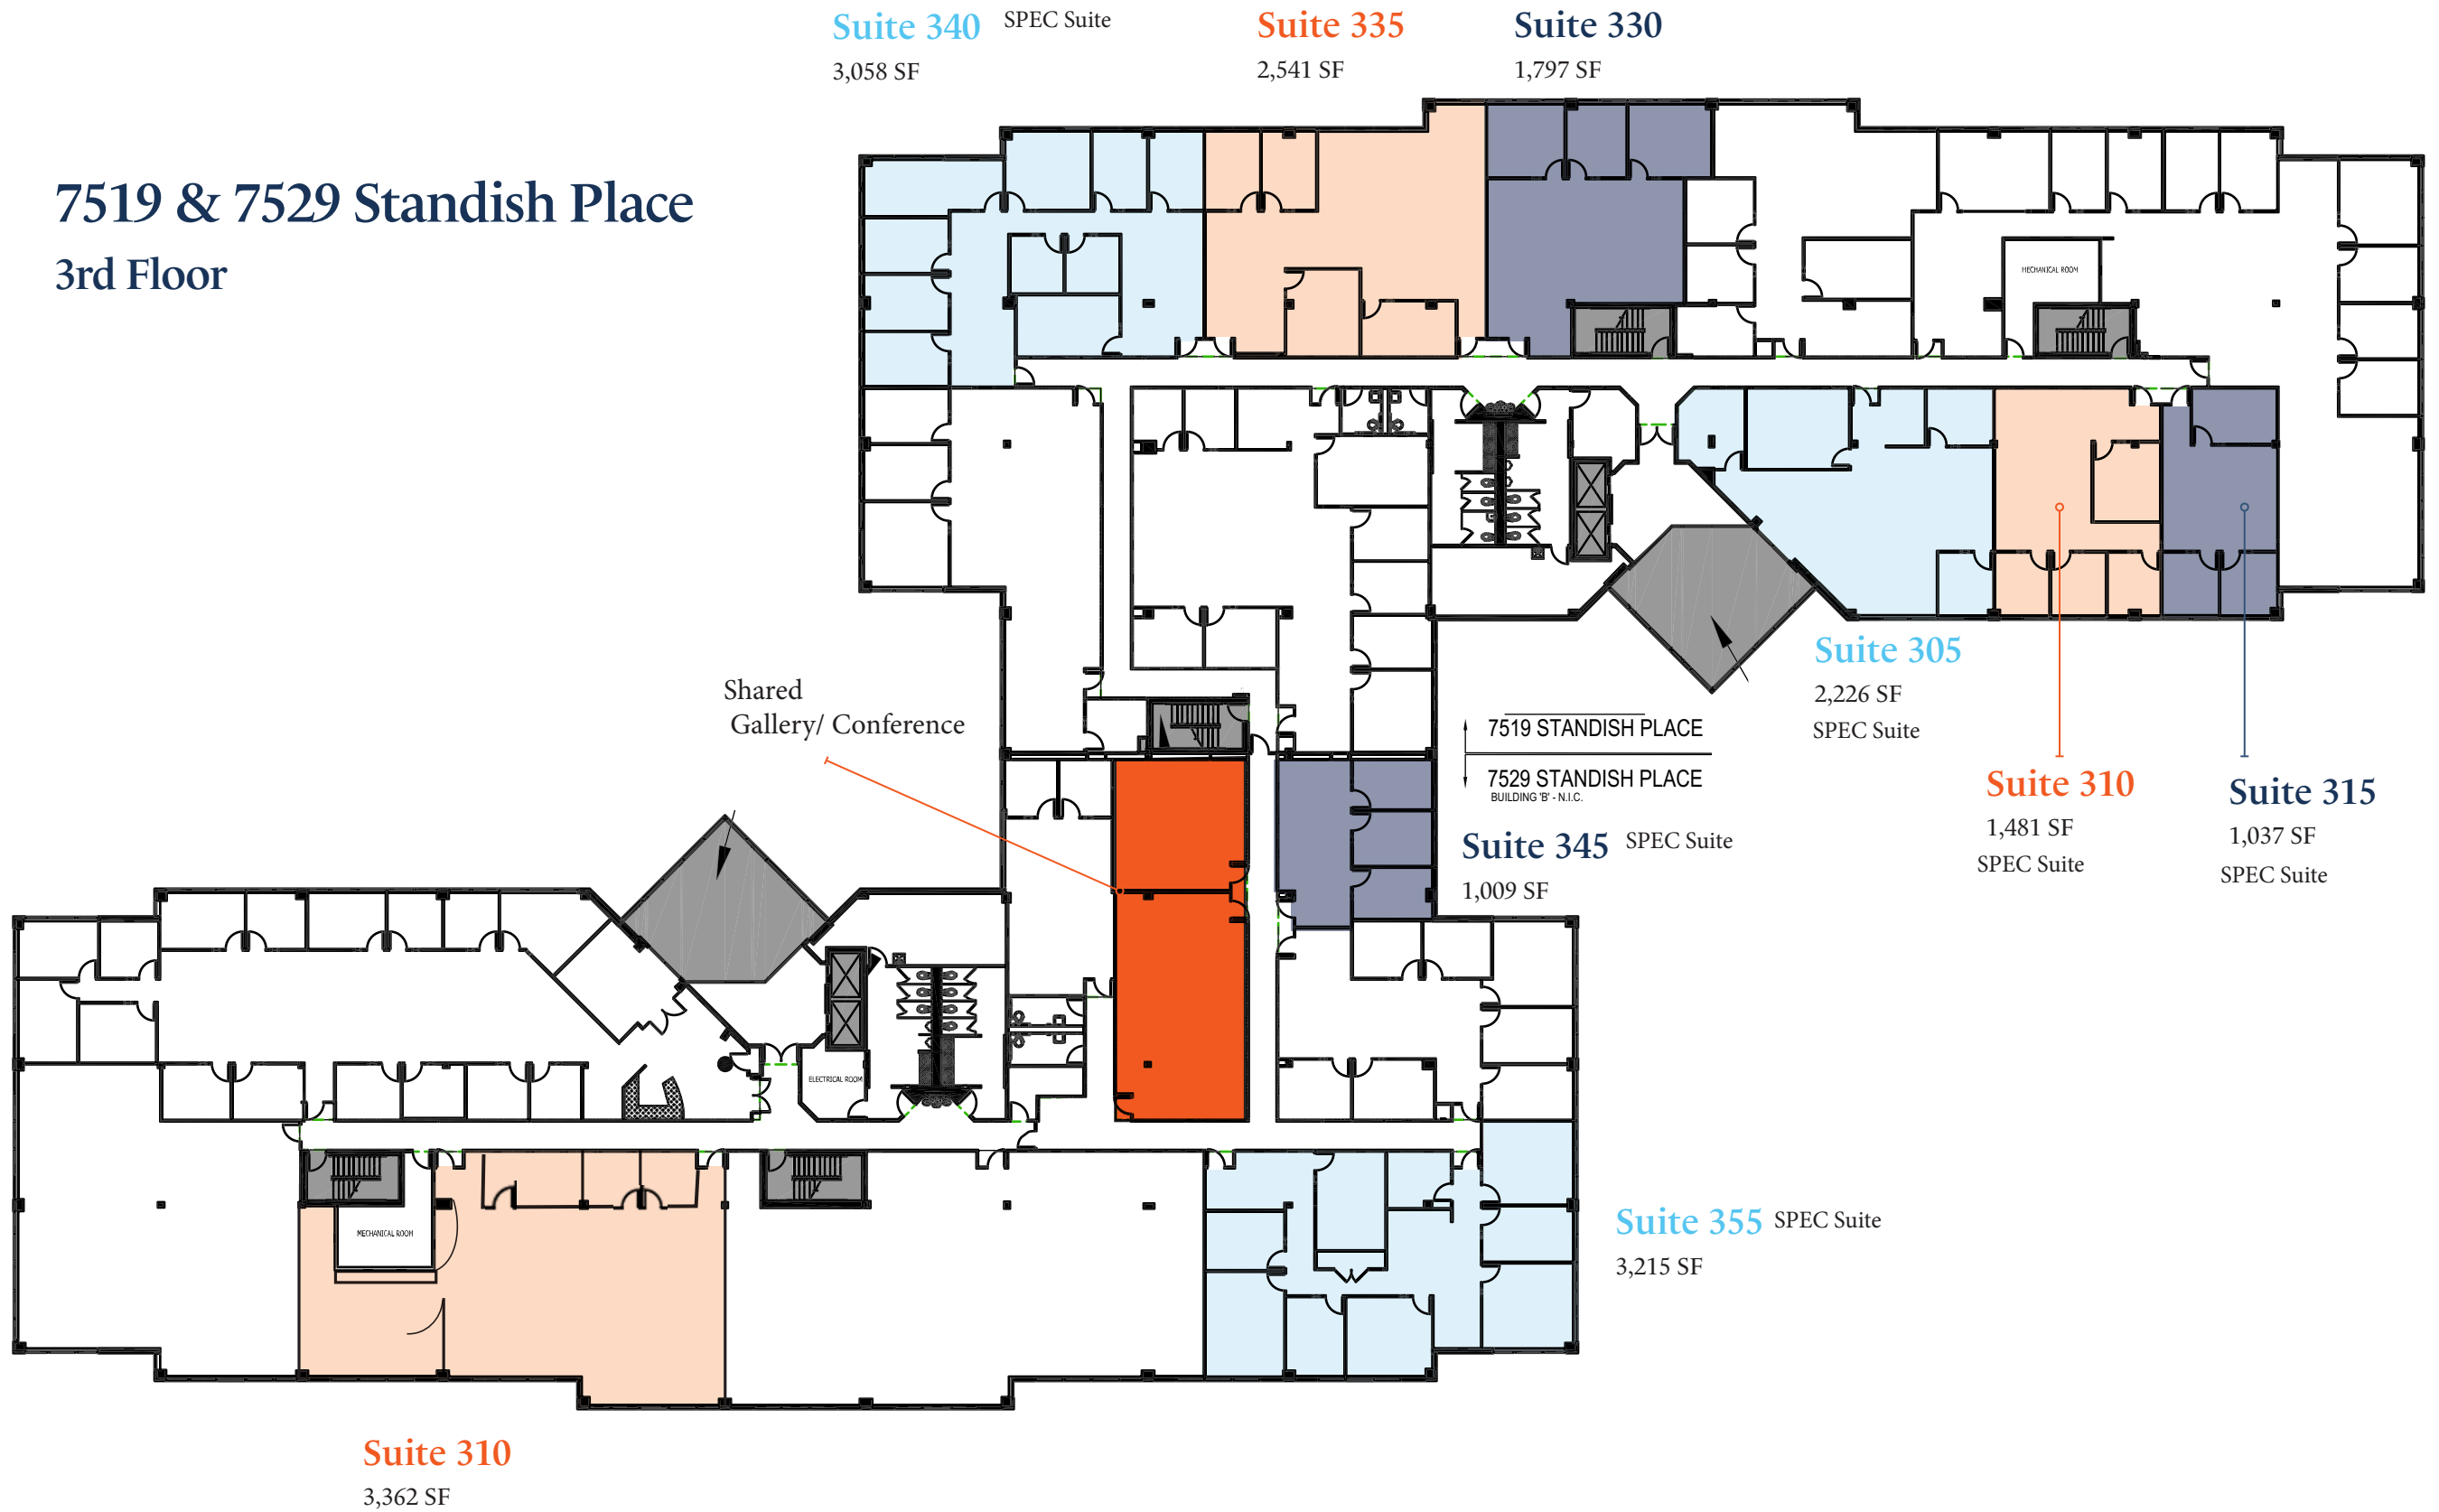 Suite 340 SPEC Suite
3,058 SF
Suite 335
2,541 SF
Suite 330
1,797 SF
7519 & 7529 Standish Place
3rd Floor
MECHANICAL ROOM
Shared
Gallery/ Conference
Suite 305
2,226 SF
SPEC Suite
7519 STANDISH PLACE
7529 STANDISH PLACE
BUILDING 'B' - N.I.C.
Suite 310
1,481 SF
SPEC Suite
Suite 315
1,037 SF
SPEC Suite
Suite 345 SPEC Suite
1,009 SF
ELECTRICAL ROOM
MECHANICAL ROOM
Suite 355 SPEC Suite
3,215 SF
Suite 310
3,362 SF